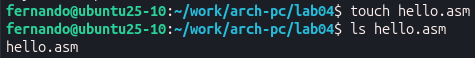 fernando@ubuntu25-10:~/work/arch-pc/lab04$ touch hello.asm
fernando@ubuntu25-10:~/work/arch-pc/lab04$ ls hello.asm
hello.asm